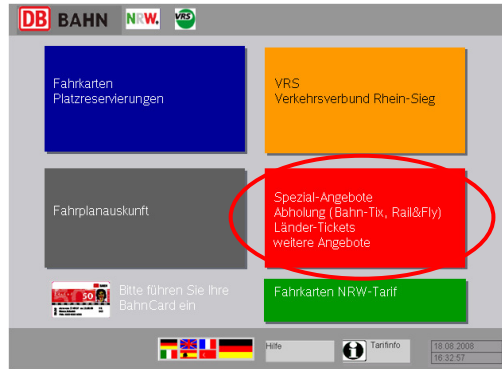 DB BAHN NRW. VRS
Fahrkarten
Platzreservierungen
VRS
Verkehrsverbund Rhein-Sieg
Fahrplanauskunft
Spezial-Angebote
Abholung (Bahn-Tix, Rail&Fly)
Länder-Tickets
weitere Angebote
50
Bitte führen Sie Ihre
BahnCard ein
Fahrkarten NRW-Tarif
Hilfe
i Tarifinfo
18.08.2008
16:32:57